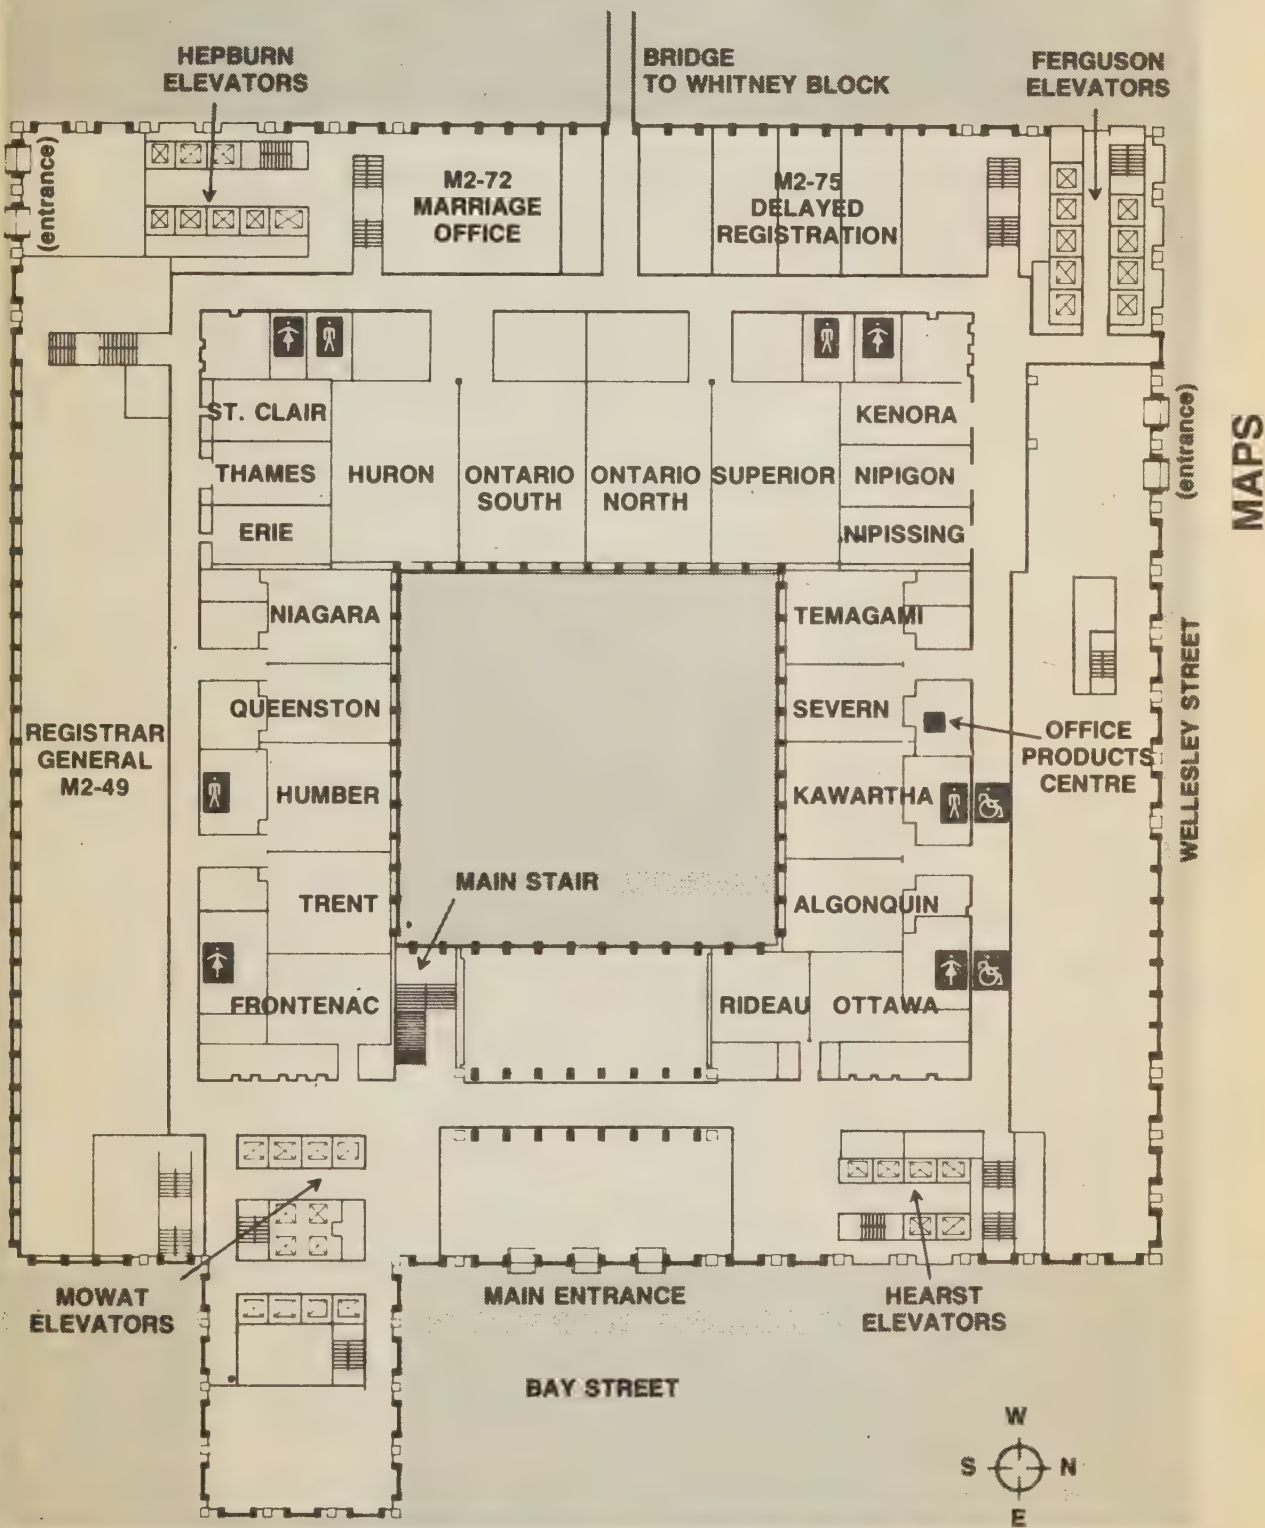 HEPBURN
ELEVATORS
BRIDGE
TO WHITNEY BLOCK
FERGUSON
ELEVATORS
(entrance)
M2-72
MARRIAGE
OFFICE
M2-75
DELAYED
REGISTRATION
ST. CLAIR
KENORA
(entrance)
MAPS
THAMES
HURON
ONTARIO
SOUTH
ONTARIO
NORTH
SUPERIOR
NIPIGON
ERIE
NIPISSING
NIAGARA
TEMAGAMI
QUEENSTON
SEVERN
REGISTRAR
GENERAL
M2-49
OFFICE
PRODUCTS
CENTRE
WELLESLEY STREET
HUMBER
KAWARTHA
MAIN STAIR
TRENT
ALGONQUIN
FRONTENAC
RIDEAU
OTTAWA
MOWAT
ELEVATORS
MAIN ENTRANCE
HEARST
ELEVATORS
BAY STREET
W
S
N
E